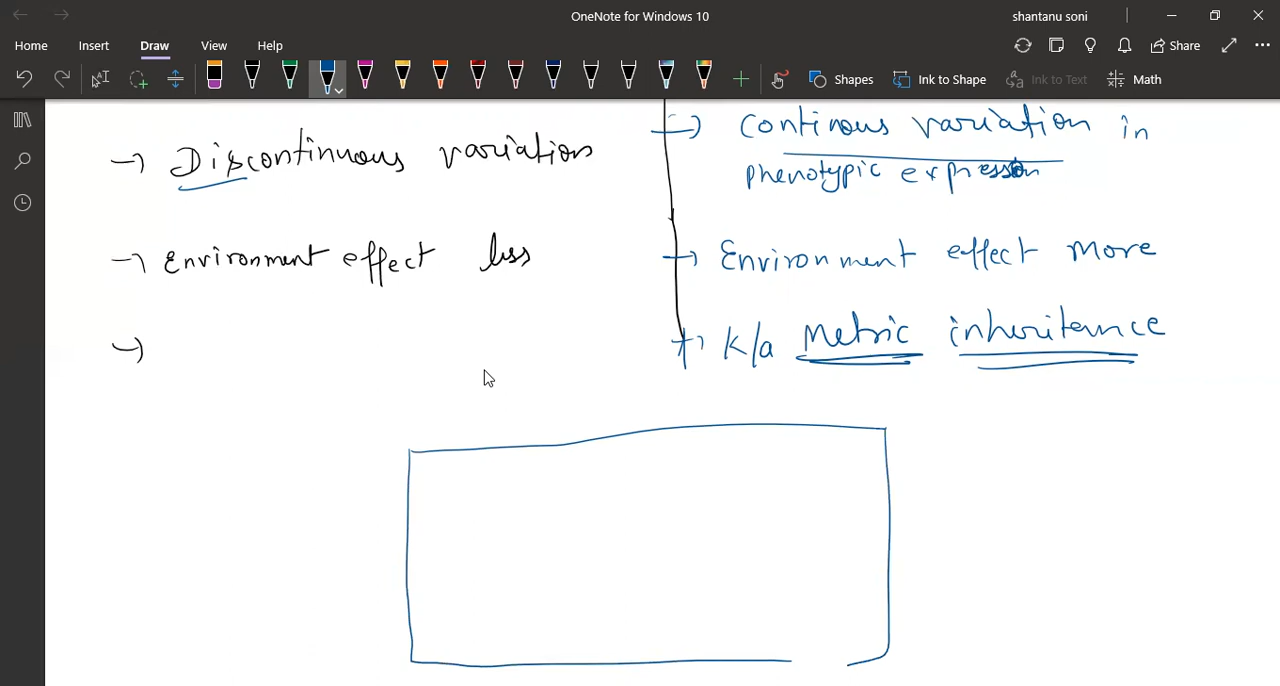 OneNote for Windows 10
shantanu soni
Home Insert Draw View Help
Share
Shapes Ink to Shape Ink to Text Math
→ Discontinuous variation
→ Environment effect less
→
→ Continous variation in
phenotypic expression
→ Environment effect More
→ K/a Metric inheritance